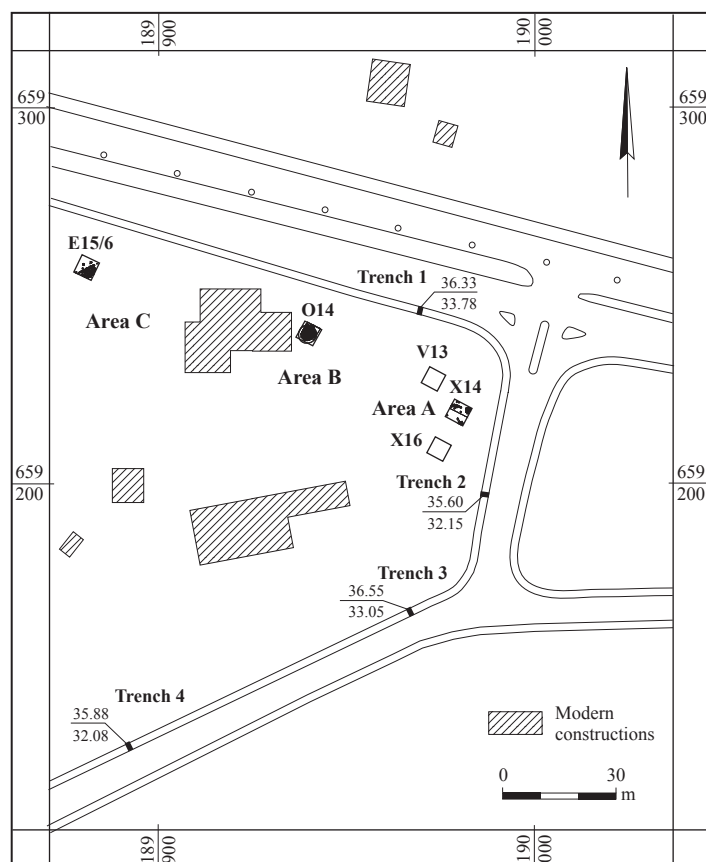 189
900
190
000
659
300
659
300
E15/6
Trench 1
36.33
33.78
Area C
O14
V13
Area B
X14
Area A
X16
659
200
Trench 2
659
200
35.60
32.15
Trench 3
36.55
33.05
Trench 4
35.88
32.08
Modern
constructions
0
30
m
189
900
190
000